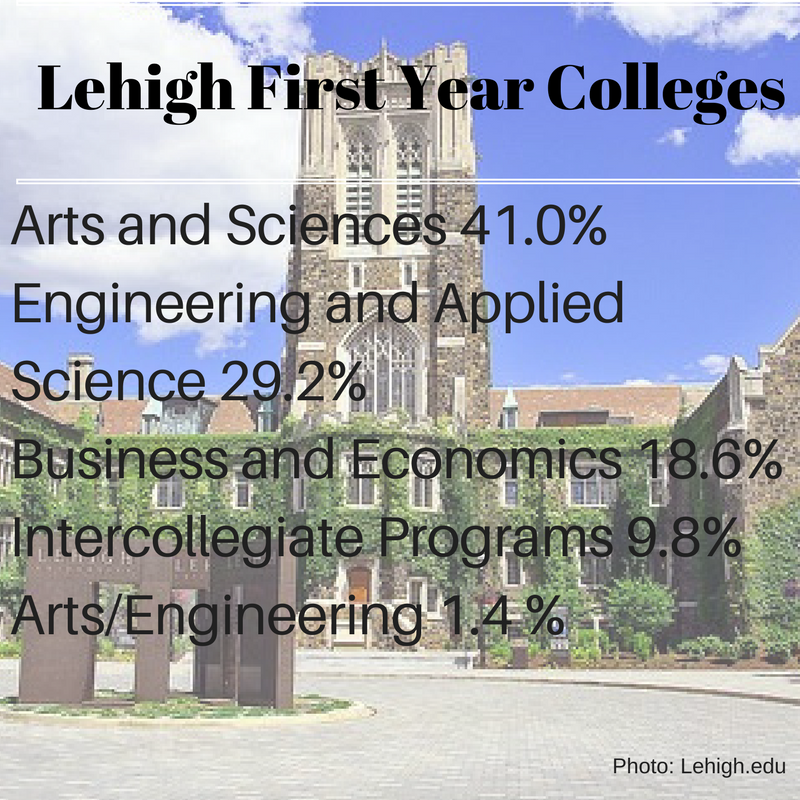 Lehigh First Year Colleges
Arts and Sciences 41.0%
Engineering and Applied
Science 29.2%
Business and Economics 18.6%
Intercollegiate Programs 9.8%
Arts/Engineering 1.4 %
Photo: Lehigh.edu